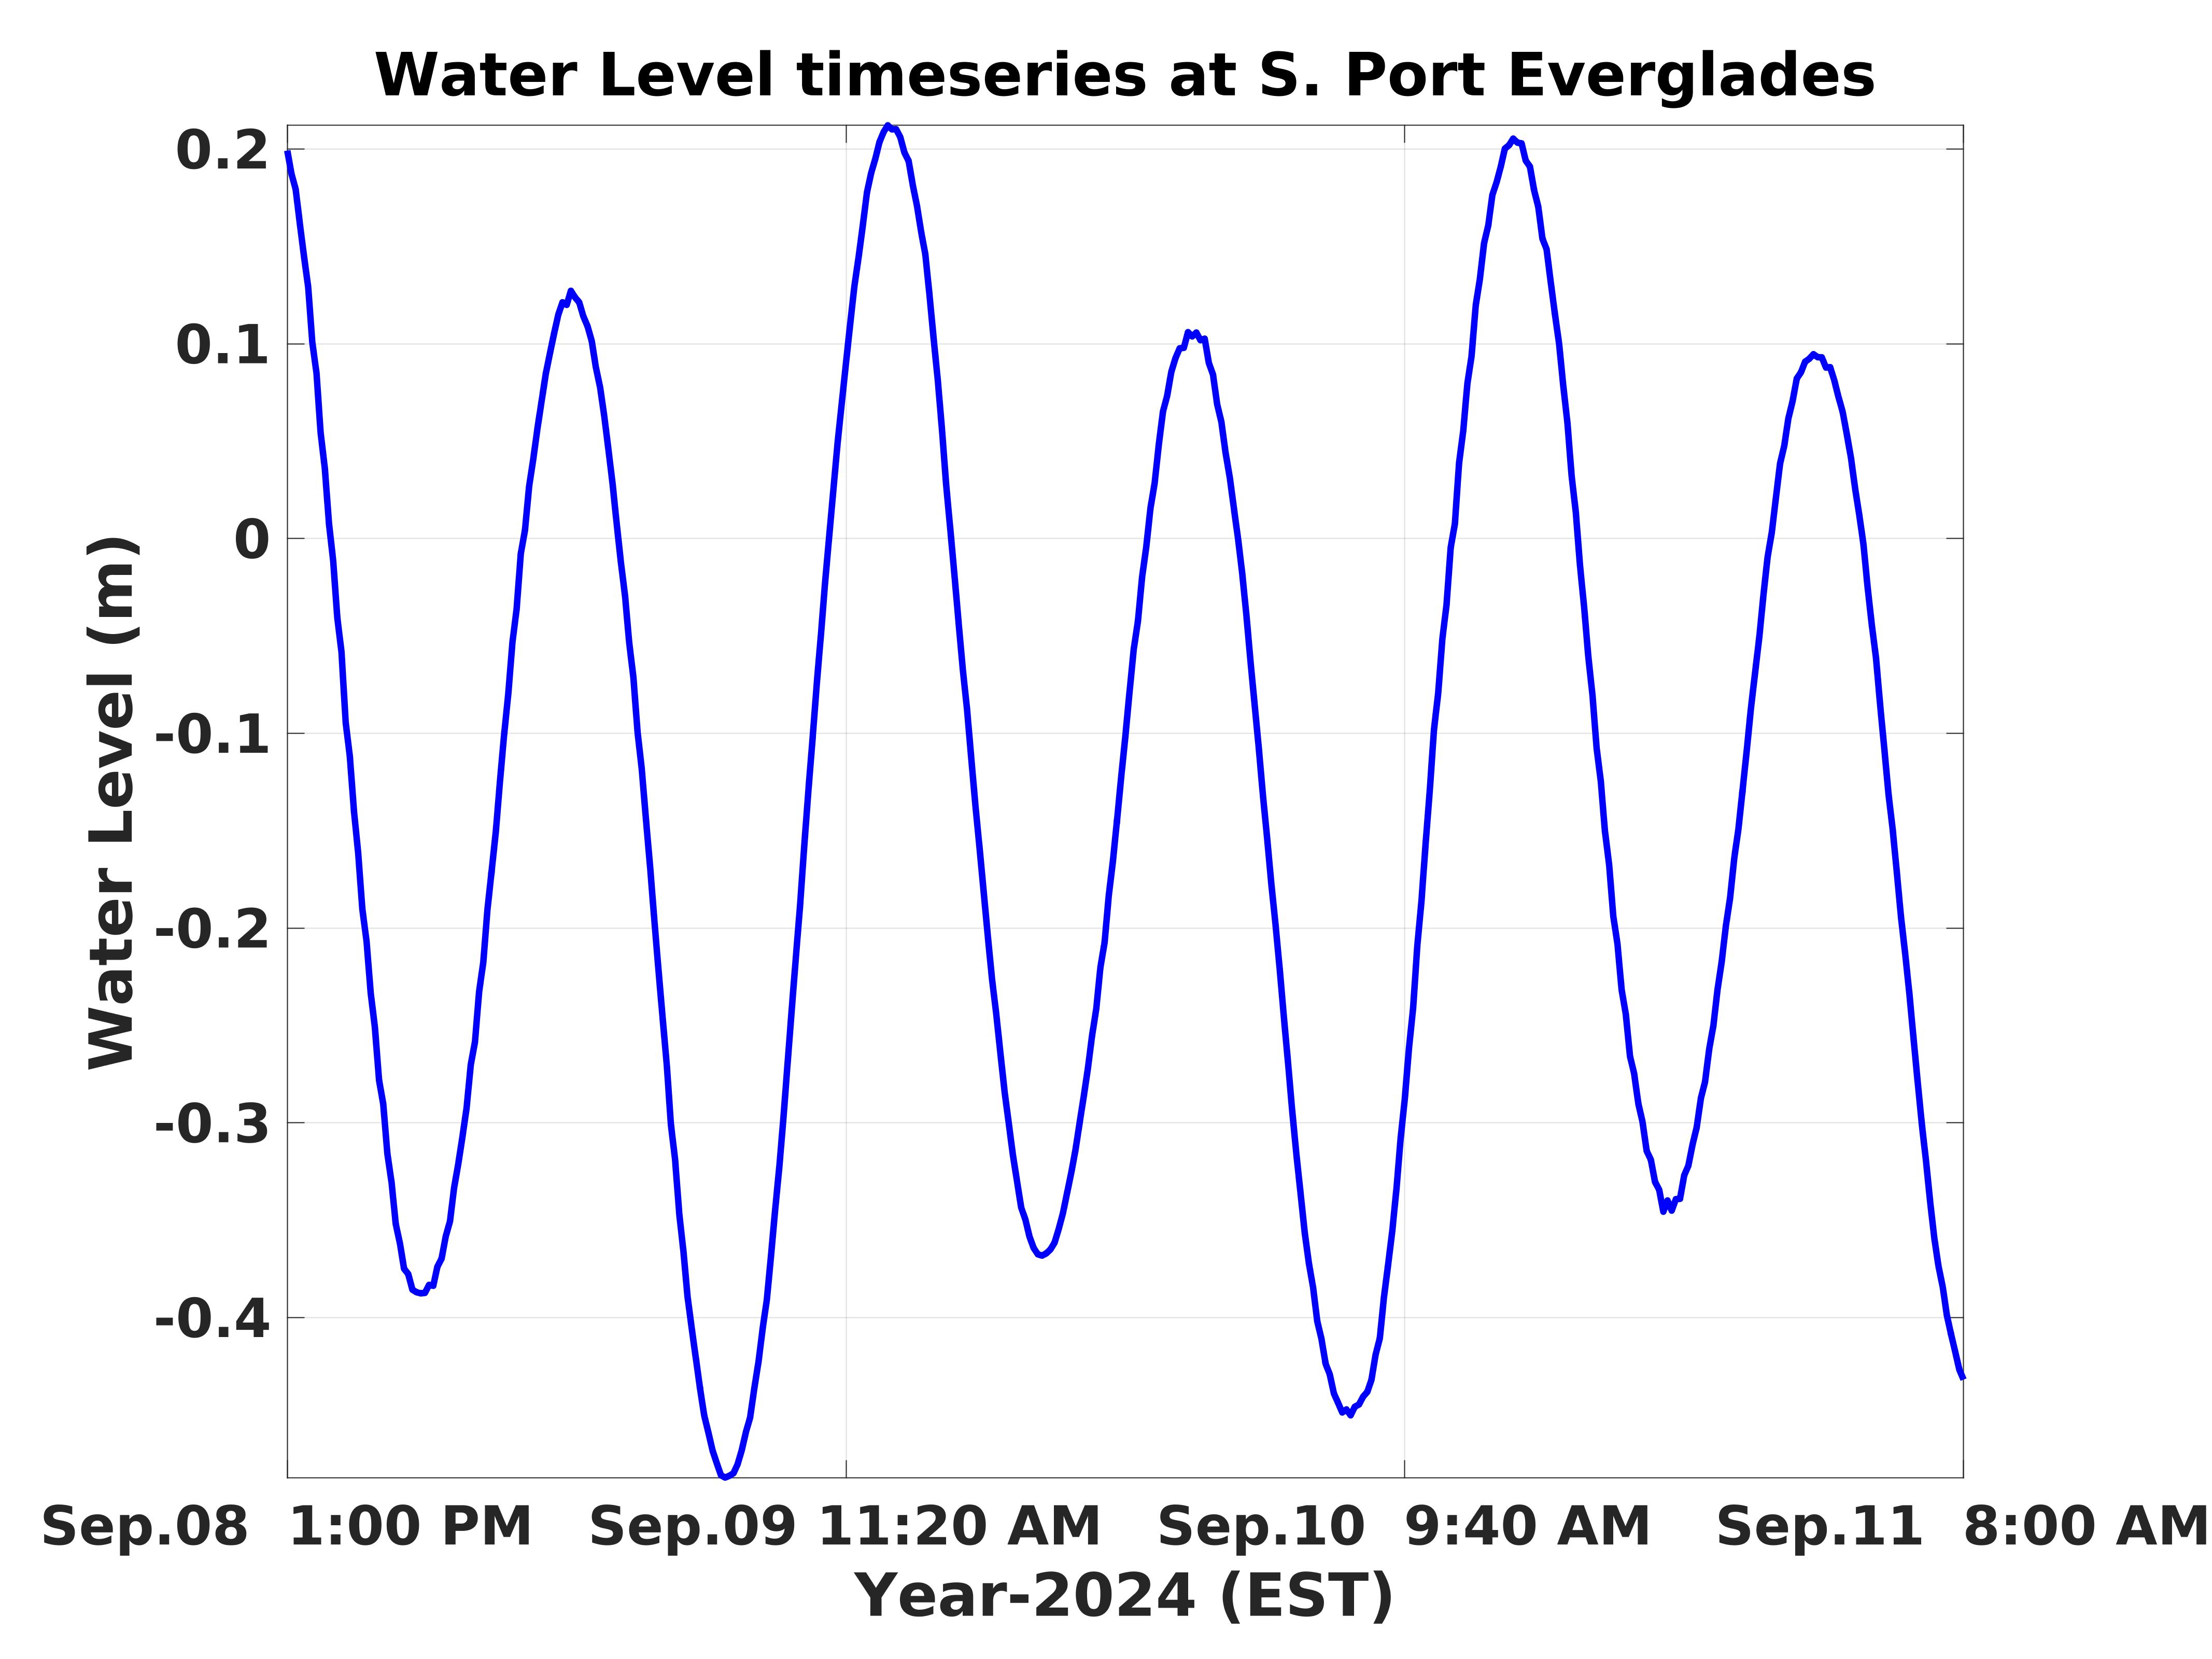 Water Level timeseries at S. Port Everglades
0.2
0.1
0
-0.1
-0.2
-0.3
-0.4
Water Level (m)
Sep.08 1:00 PM Sep.09 11:20 AM Sep.10 9:40 AM Sep.11 8:00 AM
Year-2024 (EST)